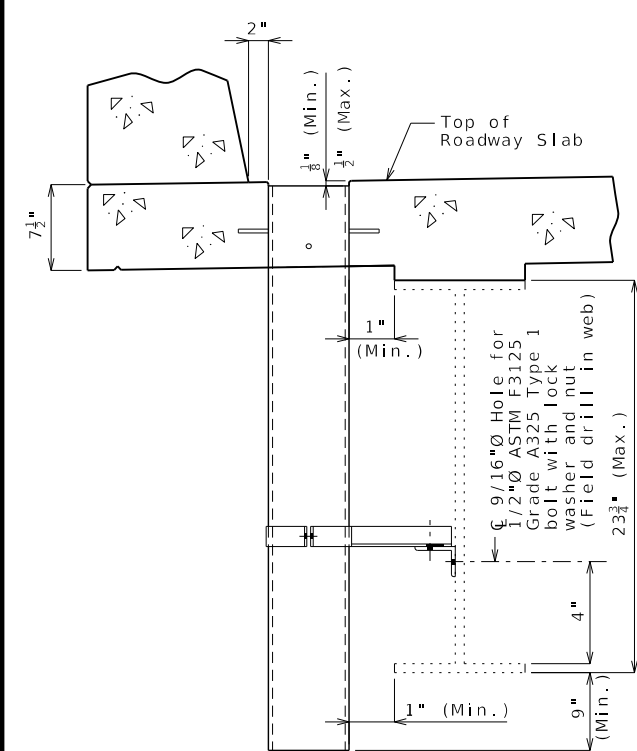 2"
1/8" (Min.)
1/2" (Max.)
Top of
Roadway Slab
7 1/2"
1"
(Min.)
℄ 9/16"Ø Hole for
1/2"Ø ASTM F3125
Grade A325 Type 1
bolt with lock
washer and nut
(Field drill in web)
23 3/4" (Max.)
4"
1" (Min.)
9"
(Min.)